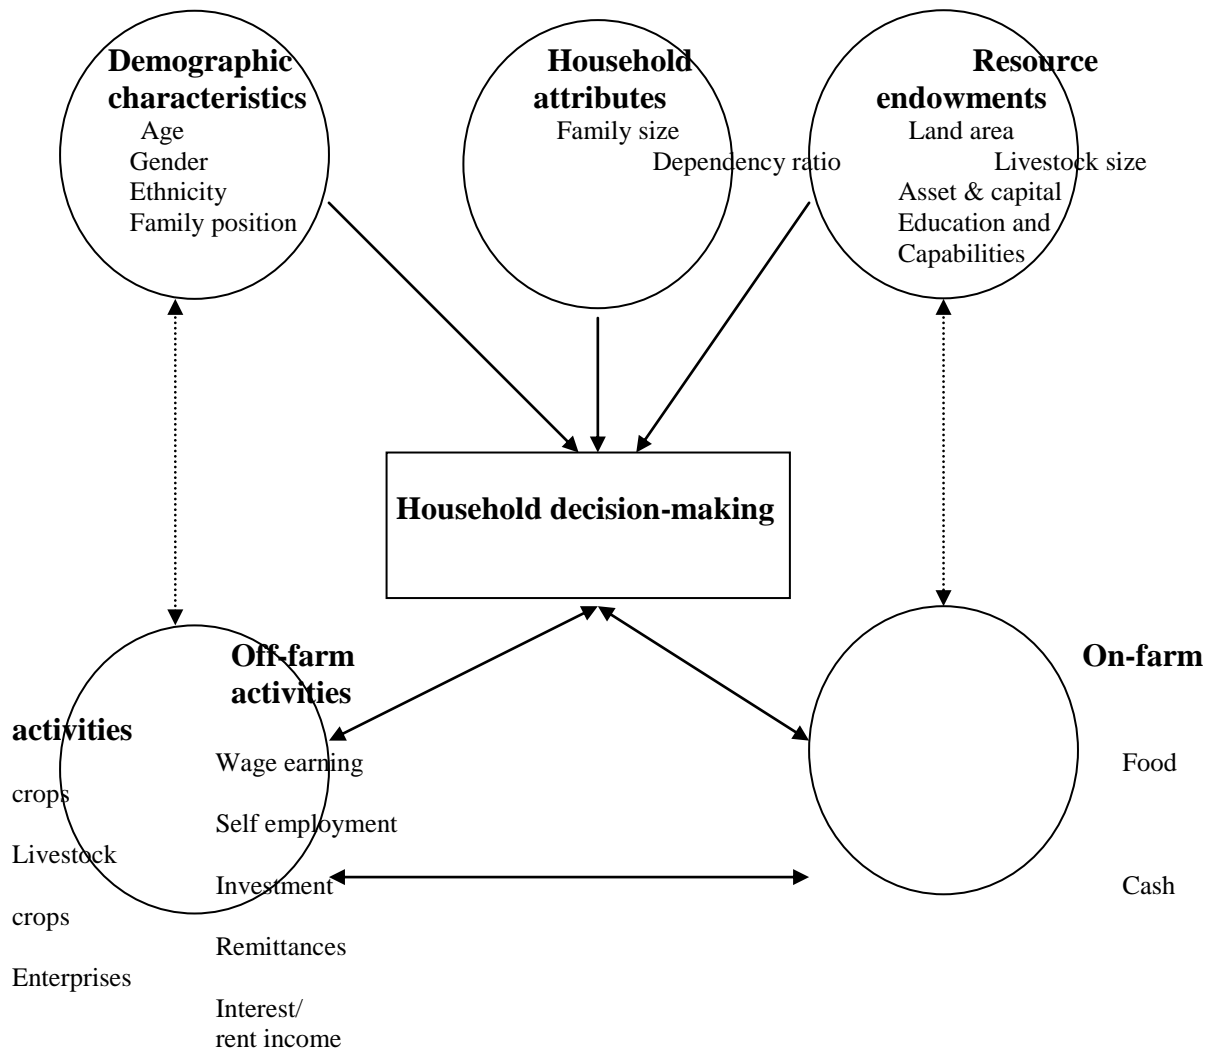 Demographic
characteristics
Age
Gender
Ethnicity
Family position
Household
attributes
Family size
Dependency ratio
Resource
endowments
Land area
Livestock size
Asset & capital
Education and
Capabilities
Household decision-making
Off-farm
activities
On-farm
activities
Wage earning
Food
crops
Self employment
Livestock
Investment
Cash
crops
Remittances
Enterprises
Interest/
rent income